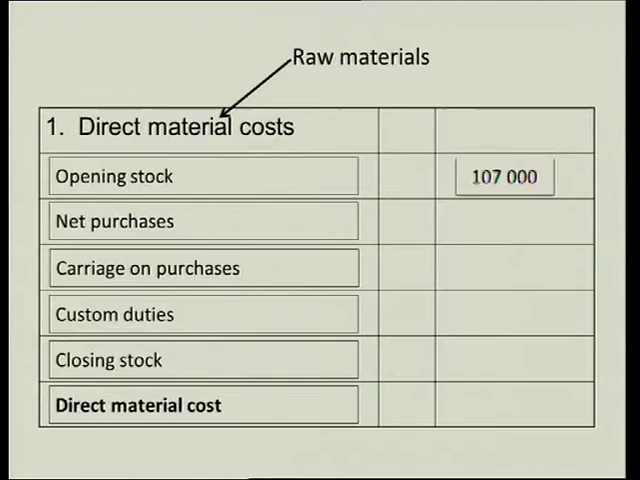 Raw materials
1. Direct material costs
Opening stock
107 000
Net purchases
Carriage on purchases
Custom duties
Closing stock
Direct material cost